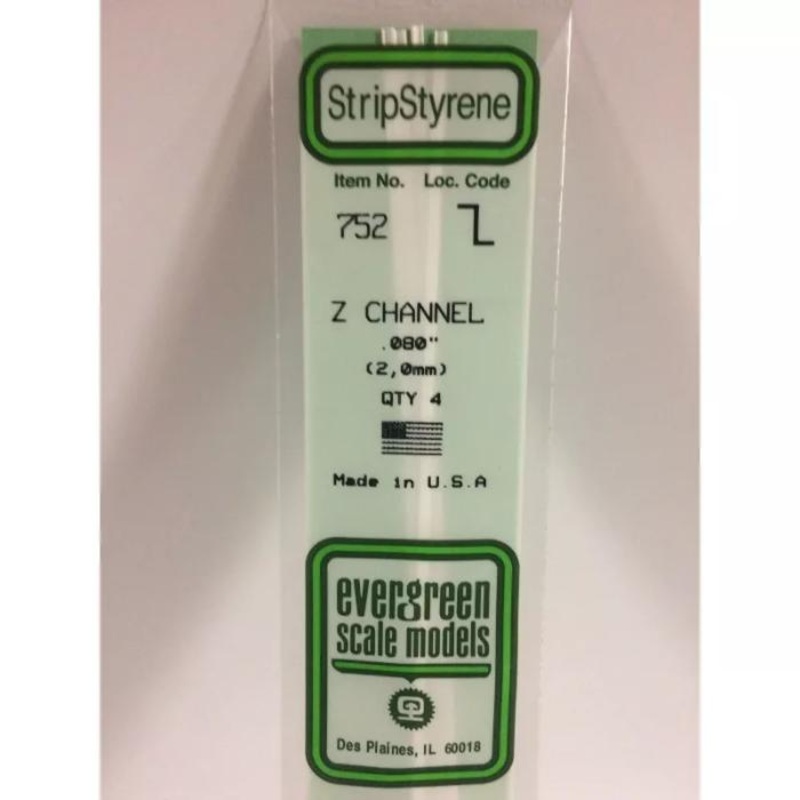 StripStyrene
Item No. Loc. Code
752
Z CHANNEL
.080"
(2,0mm)
QTY 4
Made in U.S.A
evergreen
scale models
Des Plaines, IL 60018